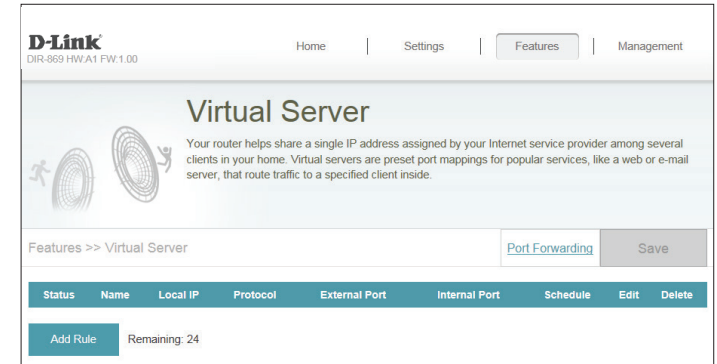 D-Link
DIR-869 HW:A1 FW:1.00
Home | Settings | Features | Management
Virtual Server
Your router helps share a single IP address assigned by your Internet service provider among several
clients in your home. Virtual servers are preset port mappings for popular services, like a web or e-mail
server, that route traffic to a specified client inside.
Features >> Virtual Server Port Forwarding Save
Status Name Local IP Protocol External Port Internal Port Schedule Edit Delete
Add Rule Remaining: 24